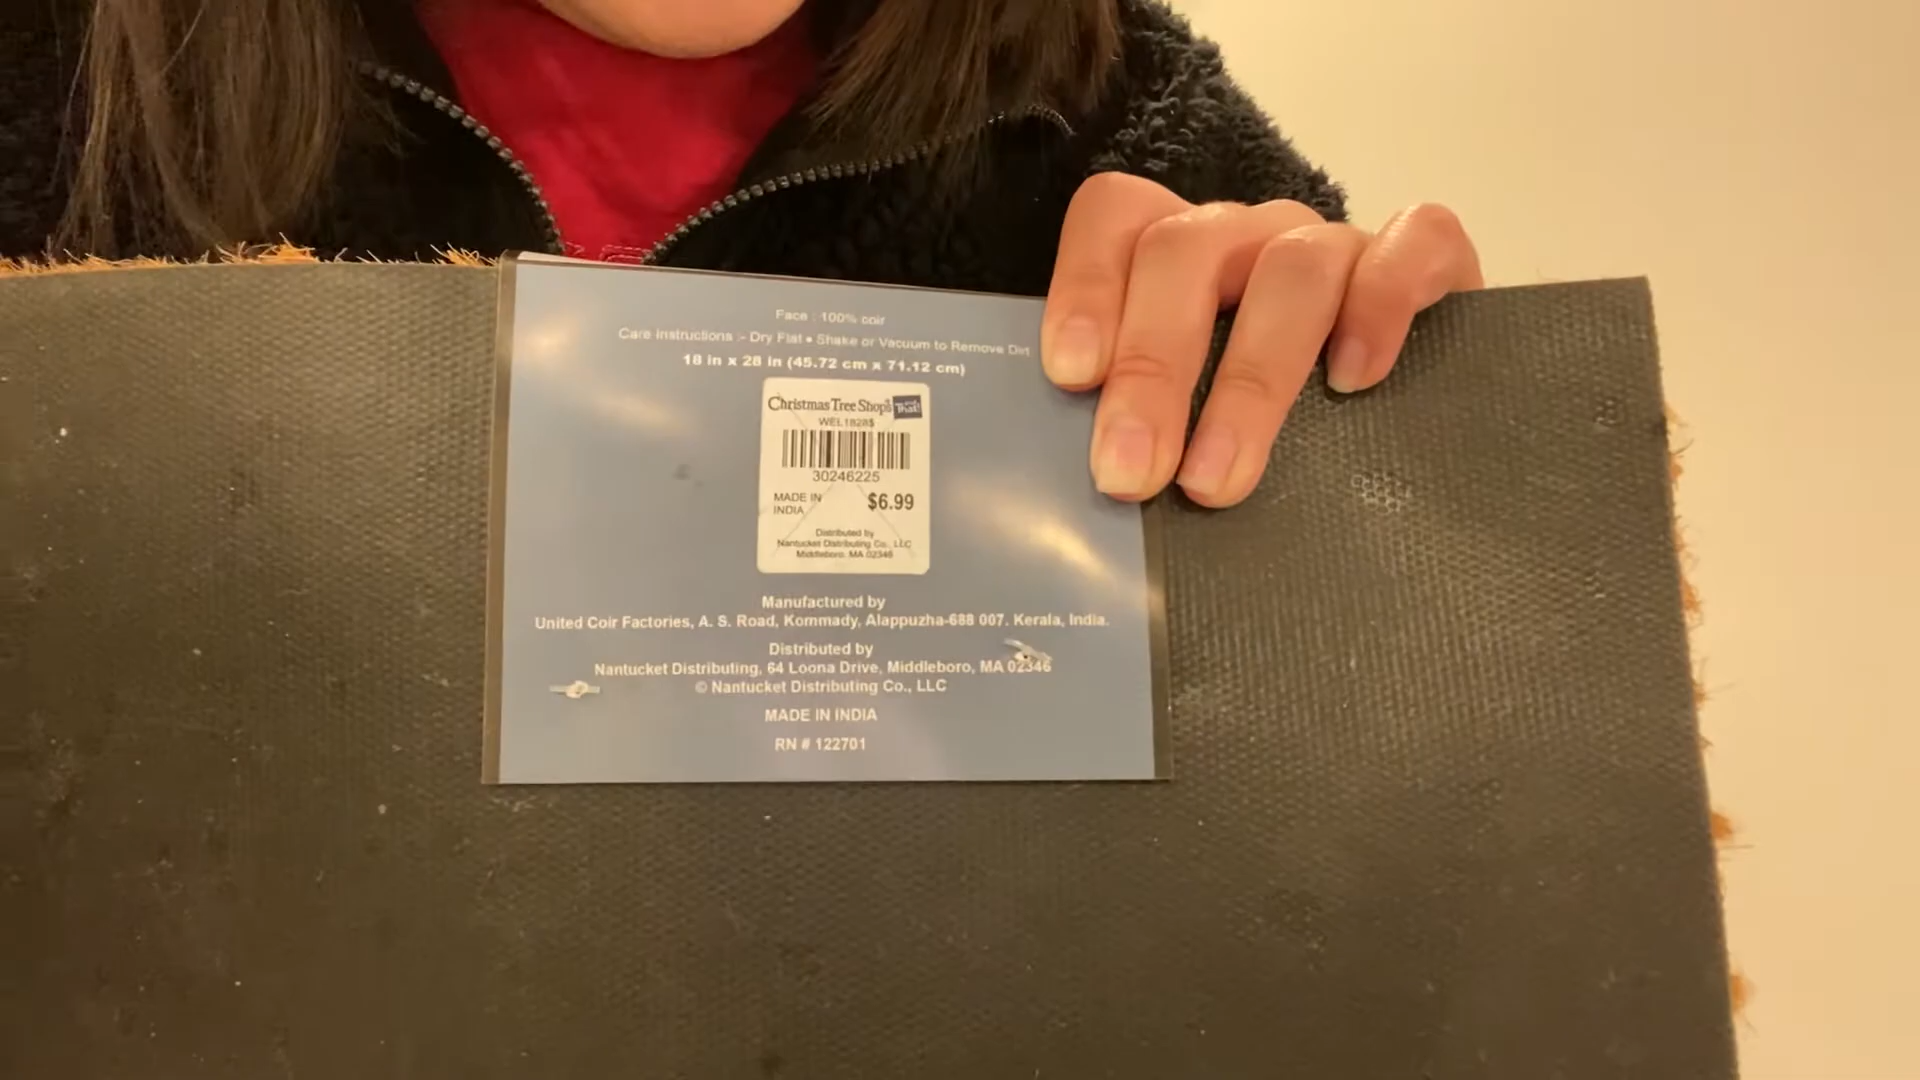 Face : 100% coir
Care Instructions :- Dry Flat • Shake or Vacuum to Remove Dirt
18 in x 28 in (45.72 cm x 71.12 cm)
Christmas Tree Shops and That!
WEL1828$
30246225
MADE IN
INDIA
$6.99
Distributed by
Nantucket Distributing Co., LLC
Middleboro, MA 02346
Manufactured by
United Coir Factories, A. S. Road, Kommady, Alappuzha-688 007. Kerala, India.
Distributed by
Nantucket Distributing, 64 Loona Drive, Middleboro, MA 02346
© Nantucket Distributing Co., LLC
MADE IN INDIA
RN # 122701